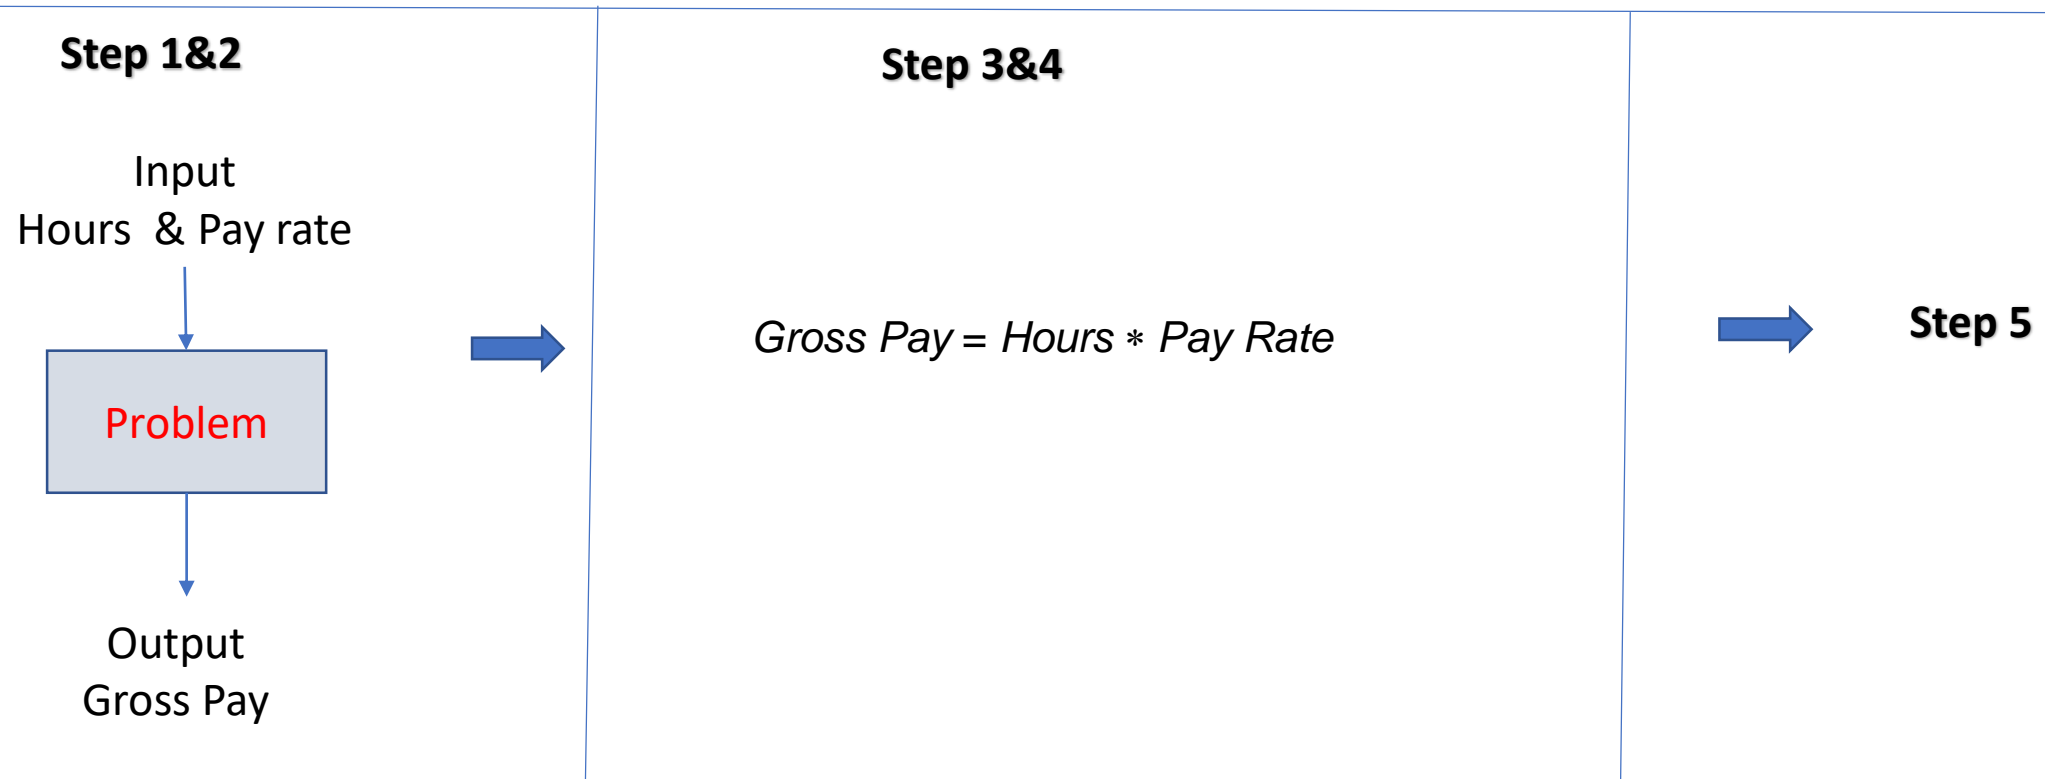 Step 1&2
Input
Hours & Pay rate
Problem
Output
Gross Pay
Step 3&4
Gross Pay = Hours * Pay Rate
Step 5